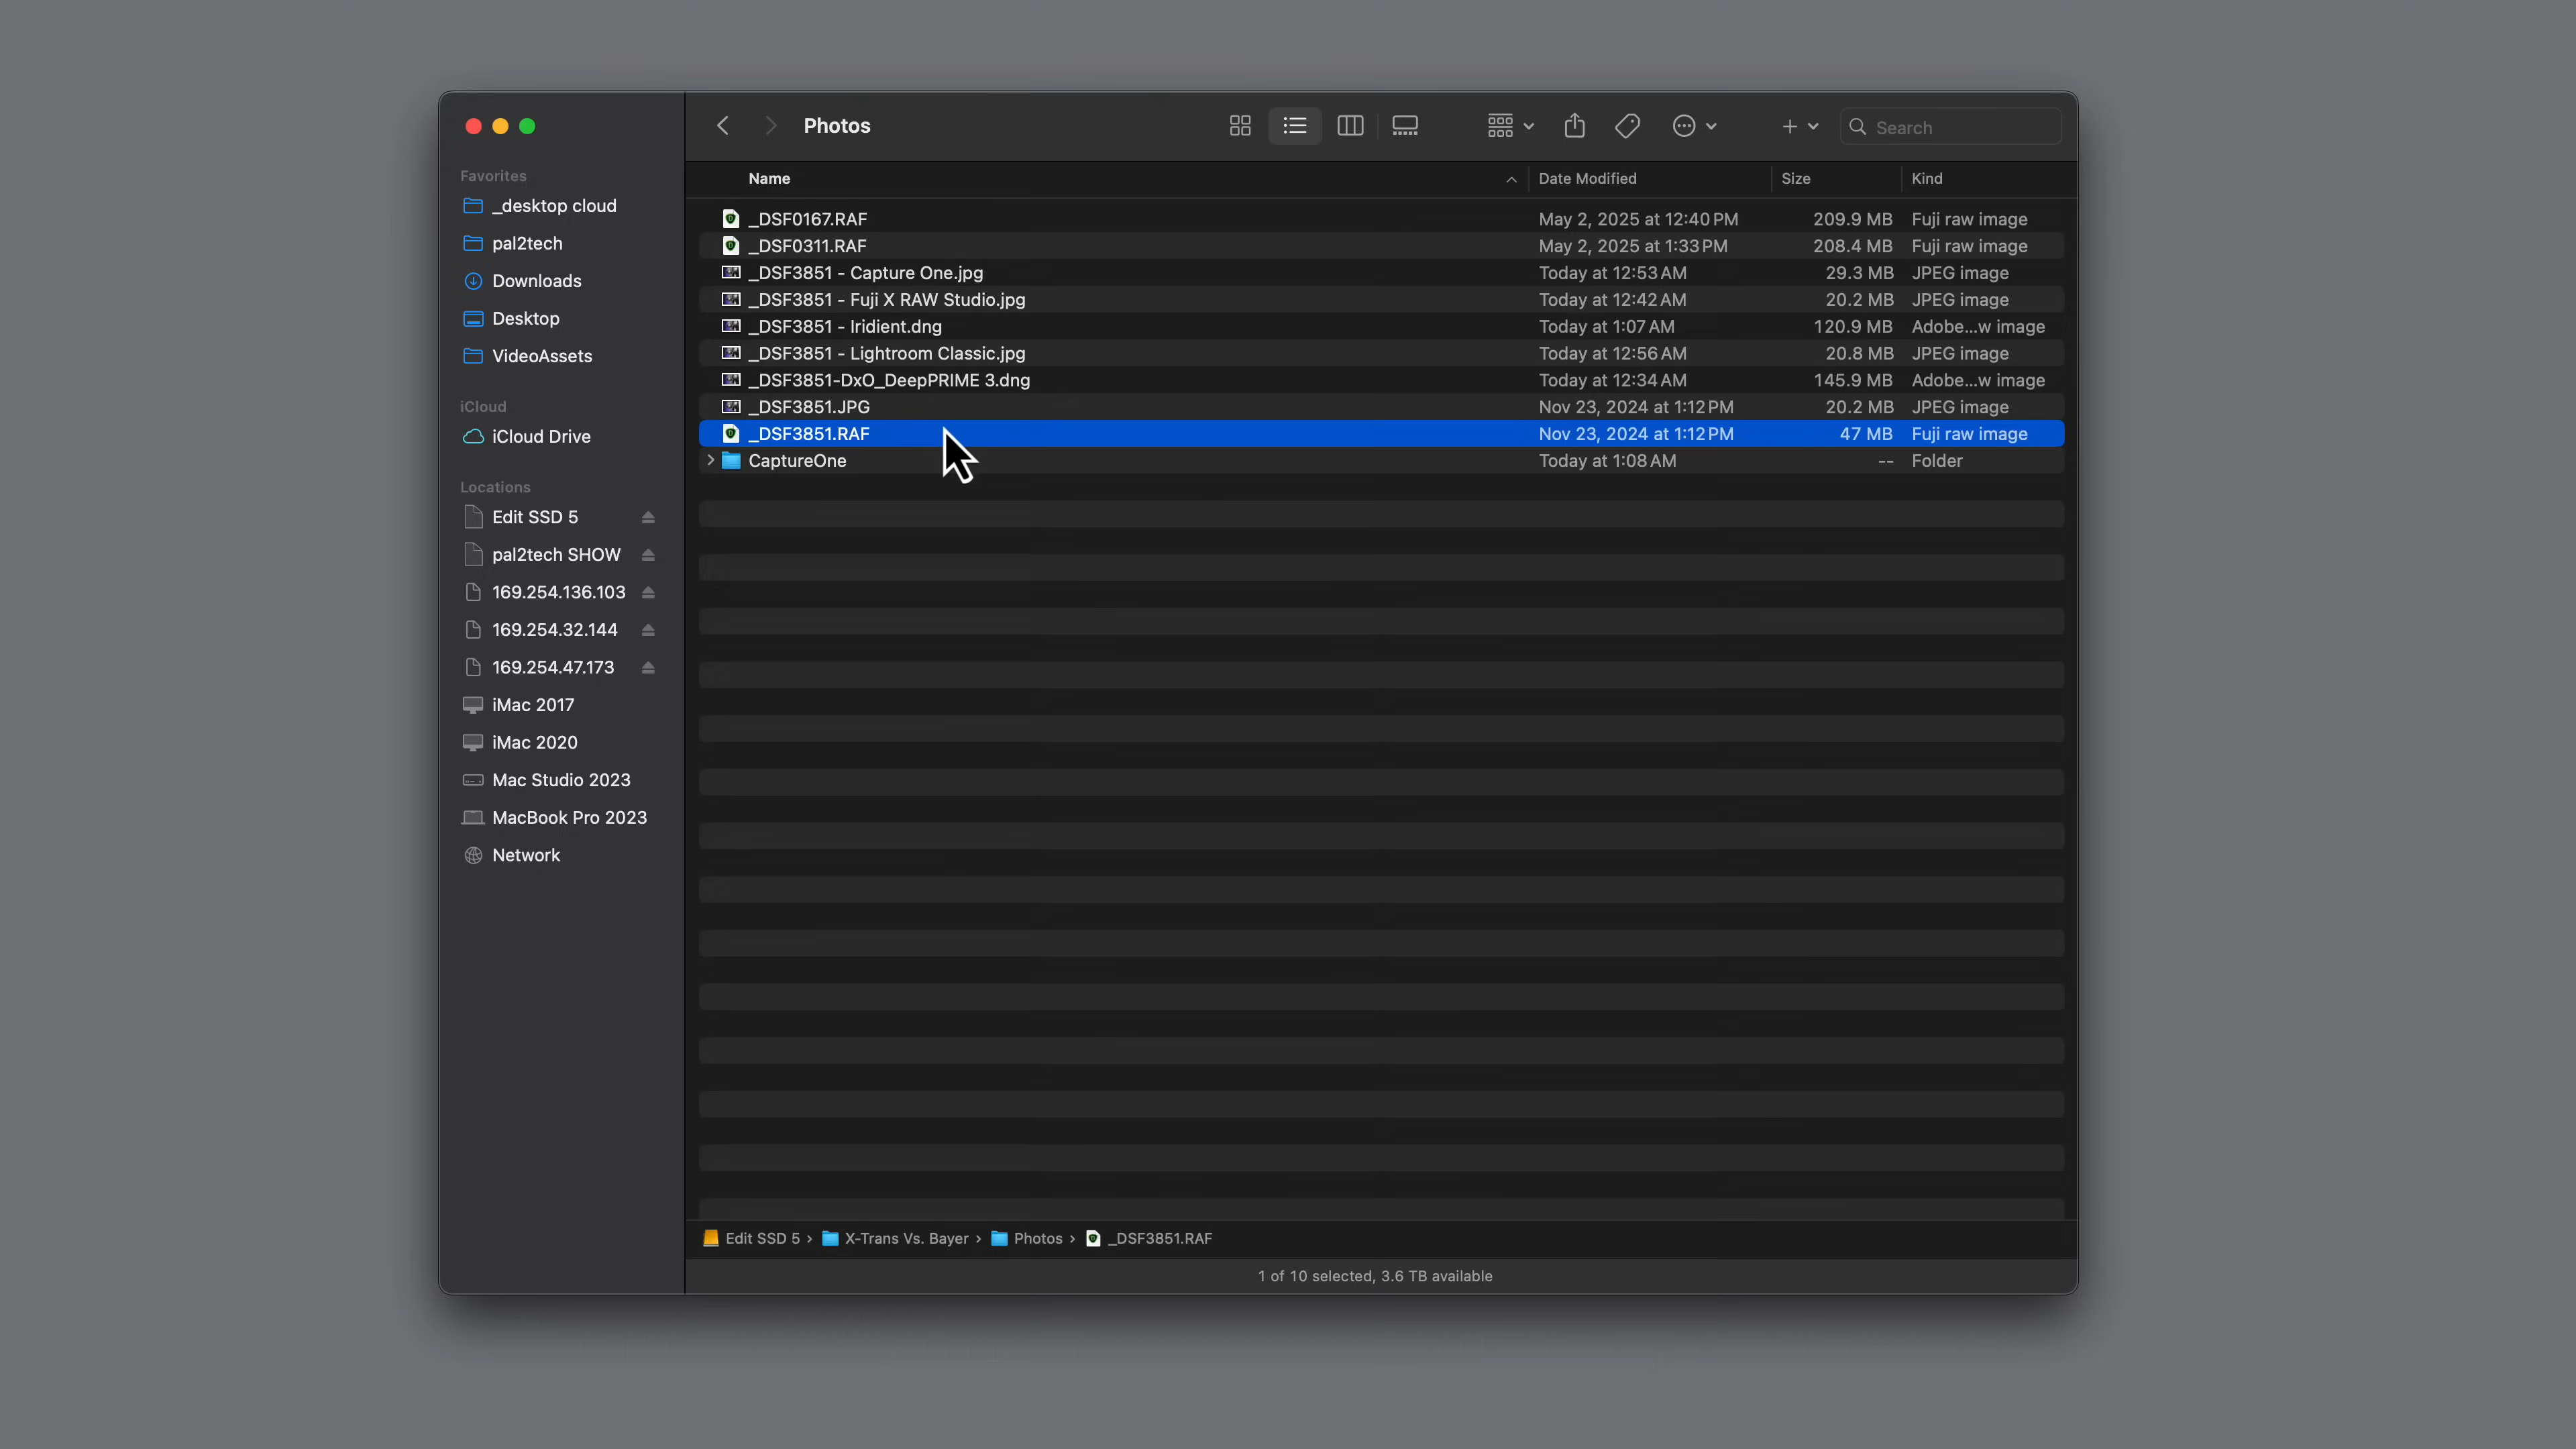 Photos
Search
Favorites
_desktop cloud
pal2tech
Downloads
Desktop
VideoAssets
iCloud
iCloud Drive
Locations
Edit SSD 5
pal2tech SHOW
169.254.136.103
169.254.32.144
169.254.47.173
iMac 2017
iMac 2020
Mac Studio 2023
MacBook Pro 2023
Network
Name Date Modified Size Kind
_DSF0167.RAF May 2, 2025 at 12:40 PM 209.9 MB Fuji raw image
_DSF0311.RAF May 2, 2025 at 1:33 PM 208.4 MB Fuji raw image
_DSF3851 - Capture One.jpg Today at 12:53 AM 29.3 MB JPEG image
_DSF3851 - Fuji X RAW Studio.jpg Today at 12:42 AM 20.2 MB JPEG image
_DSF3851 - Iridient.dng Today at 1:07 AM 120.9 MB Adobe...w image
_DSF3851 - Lightroom Classic.jpg Today at 12:56 AM 20.8 MB JPEG image
_DSF3851-DxO_DeepPRIME 3.dng Today at 12:34 AM 145.9 MB Adobe...w image
_DSF3851.JPG Nov 23, 2024 at 1:12 PM 20.2 MB JPEG image
_DSF3851.RAF Nov 23, 2024 at 1:12 PM 47 MB Fuji raw image
CaptureOne Today at 1:08 AM -- Folder
Edit SSD 5 › X-Trans Vs. Bayer › Photos › _DSF3851.RAF
1 of 10 selected, 3.6 TB available